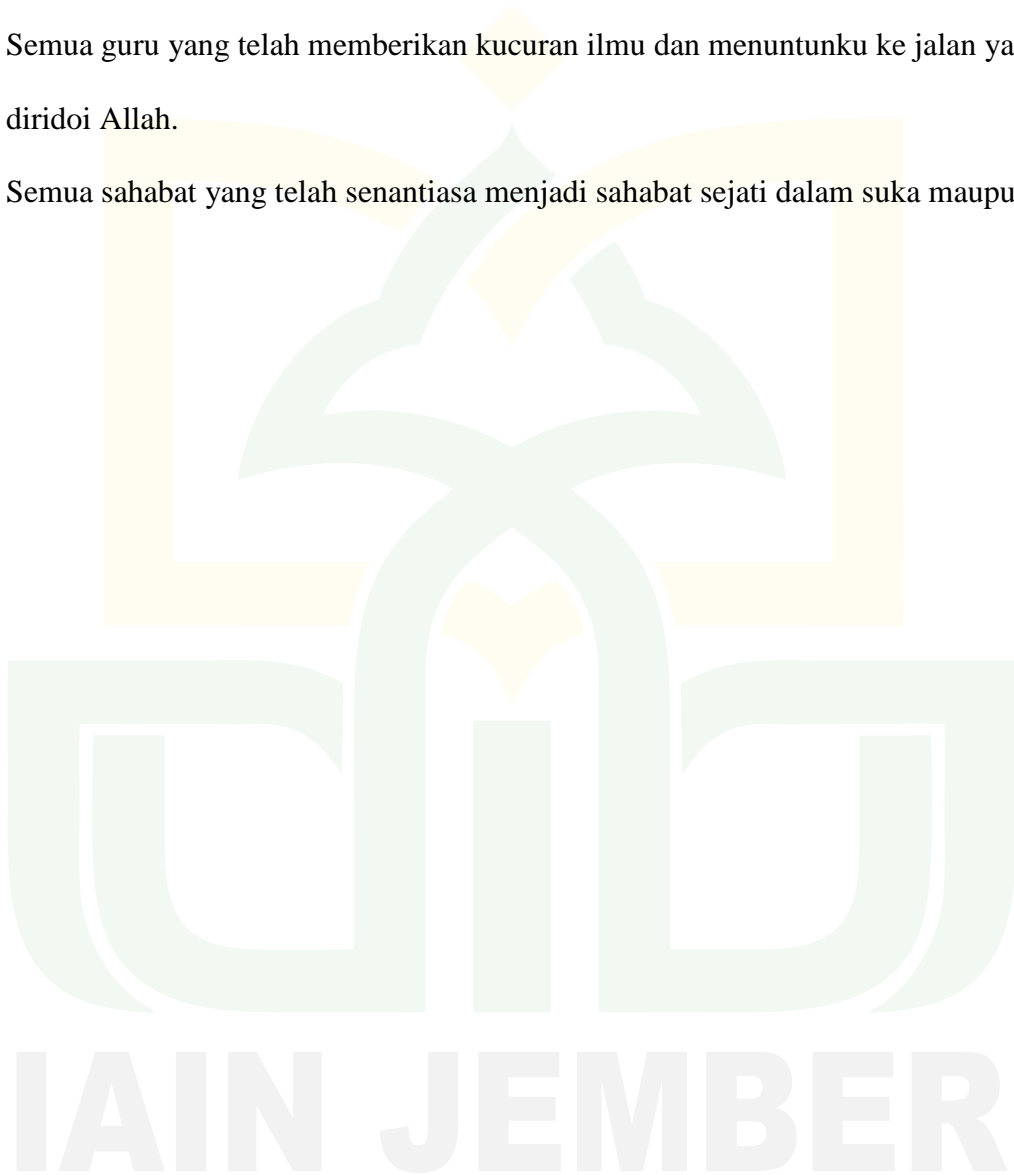 Semua guru yang telah memberikan kucuran ilmu dan menuntunku ke jalan ya
diridoi Allah.
Semua sahabat yang telah senantiasa menjadi sahabat sejati dalam suka maupu
IAIN JEMBER